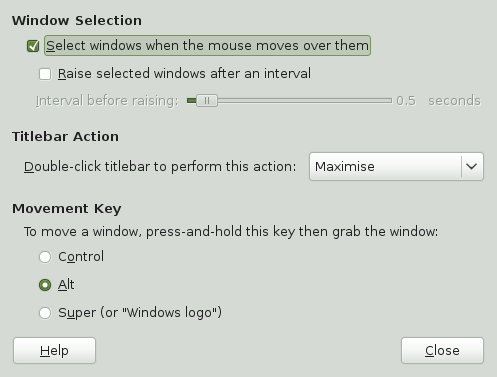 Window Selection
Select windows when the mouse moves over them
Raise selected windows after an interval
Interval before raising: 0.5 seconds
Titlebar Action
Double-click titlebar to perform this action: Maximise
Movement Key
To move a window, press-and-hold this key then grab the window:
Control
Alt
Super (or "Windows logo")
Help Close